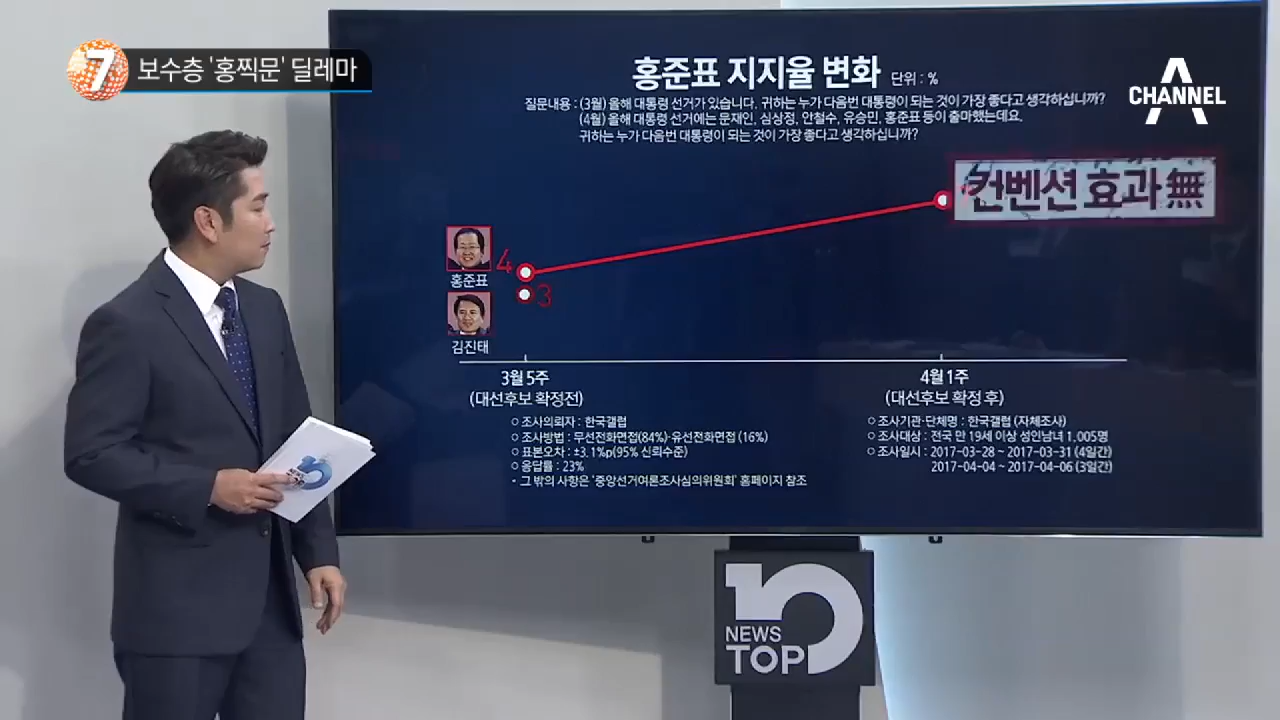 7 보수층 '홍찍문' 딜레마
홍준표 지지율 변화 단위 : %
질문내용 : (3월) 올해 대통령 선거가 있습니다. 귀하는 누가 다음번 대통령이 되는 것이 가장 좋다고 생각하십니까?
(4월) 올해 대통령 선거에는 문재인, 심상정, 안철수, 유승민, 홍준표 등이 출마했는데요.
귀하는 누가 다음번 대통령이 되는 것이 가장 좋다고 생각하십니까?
CHANNEL
컨벤션 효과 無
4
홍준표
3
김진태
3월 5주
(대선후보 확정전)
4월 1주
(대선후보 확정 후)
조사의뢰자 : 한국갤럽
조사방법 : 무선전화면접(84%)·유선전화면접 (16%)
표본오차 : ±3.1%p(95% 신뢰수준)
응답률 : 23%
- 그 밖의 사항은 '중앙선거여론조사심의위원회' 홈페이지 참조
조사기관·단체명 : 한국갤럽 (자체조사)
조사대상 : 전국 만 19세 이상 성인남녀 1,005명
조사일시 : 2017-03-28 ~ 2017-03-31 (4일간)
2017-04-04 ~ 2017-04-06 (3일간)
NEWS
10
NEWS
TOP
10